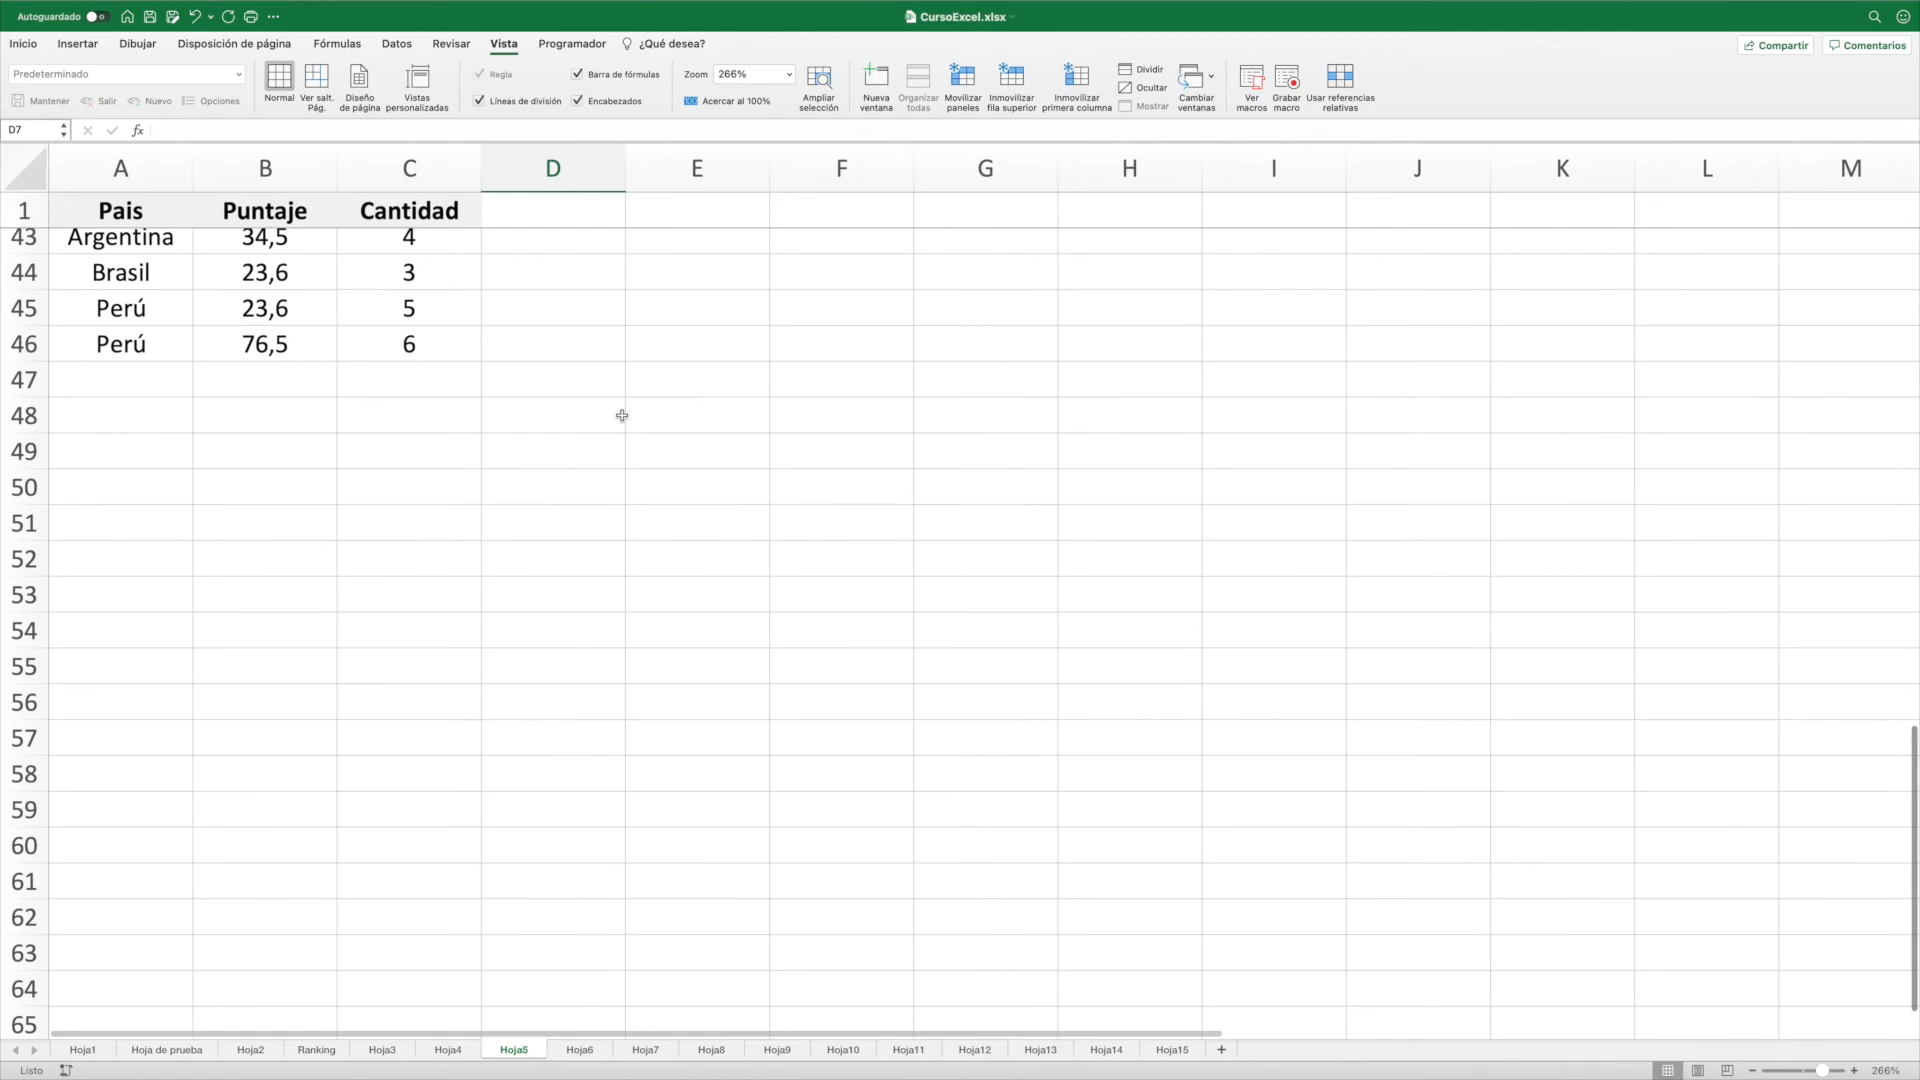 Autoguardado
CursoExcel.xlsx
Inicio Insertar Dibujar Disposición de página Fórmulas Datos Revisar Vista Programador ¿Qué desea? Compartir Comentarios
Predeterminado
Mantener Salir Nuevo Opciones
Normal
Ver salt. Pág.
Diseño de página
Vistas personalizadas
Regla Barra de fórmulas
Líneas de división Encabezados
Zoom 266%
100 Acercar al 100%
Ampliar selección
Nueva ventana
Organizar todas
Movilizar paneles
Inmovilizar fila superior
Inmovilizar primera columna
Dividir
Ocultar
Mostrar
Cambiar ventanas
Ver macros
Grabar macro
Usar referencias relativas
D7 fx
A B C D E F G H I J K L M
1 Pais Puntaje Cantidad
43 Argentina 34,5 4
44 Brasil 23,6 3
45 Perú 23,6 5
46 Perú 76,5 6
47
48
49
50
51
52
53
54
55
56
57
58
59
60
61
62
63
64
65
Hoja1 Hoja de prueba Hoja2 Ranking Hoja3 Hoja4 Hoja5 Hoja6 Hoja7 Hoja8 Hoja9 Hoja10 Hoja11 Hoja12 Hoja13 Hoja14 Hoja15 +
Listo 266%